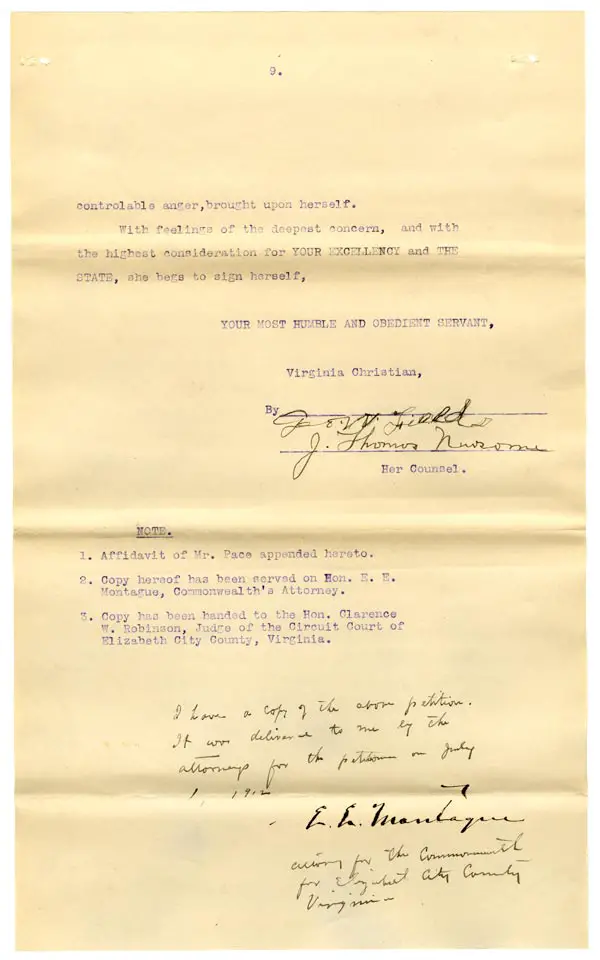 9.
controlable anger,brought upon herself.
With feelings of the deepest concern, and with
the highest consideration for YOUR EXCELLENCY and THE
STATE, she begs to sign herself,
YOUR MOST HUMBLE AND OBEDIENT SERVANT,
Virginia Christian,
By
Geo. W. Fields
J. Thomas Newsome
Her Counsel.
NOTE.
1. Affidavit of Mr. Pace appended hereto.
2. Copy hereof has been served on Hon. E. E.
Montague, Commonwealth's Attorney.
3. Copy has been handed to the Hon. Clarence
W. Robinson, Judge of the Circuit Court of
Elizabeth City County, Virginia.
I have a copy of the above petition.
It was delivered to me by the
attorneys for the petitioner on July
1, 1912
E. E. Montague
attorney for the Commonwealth
for Elizabeth City County
Virginia